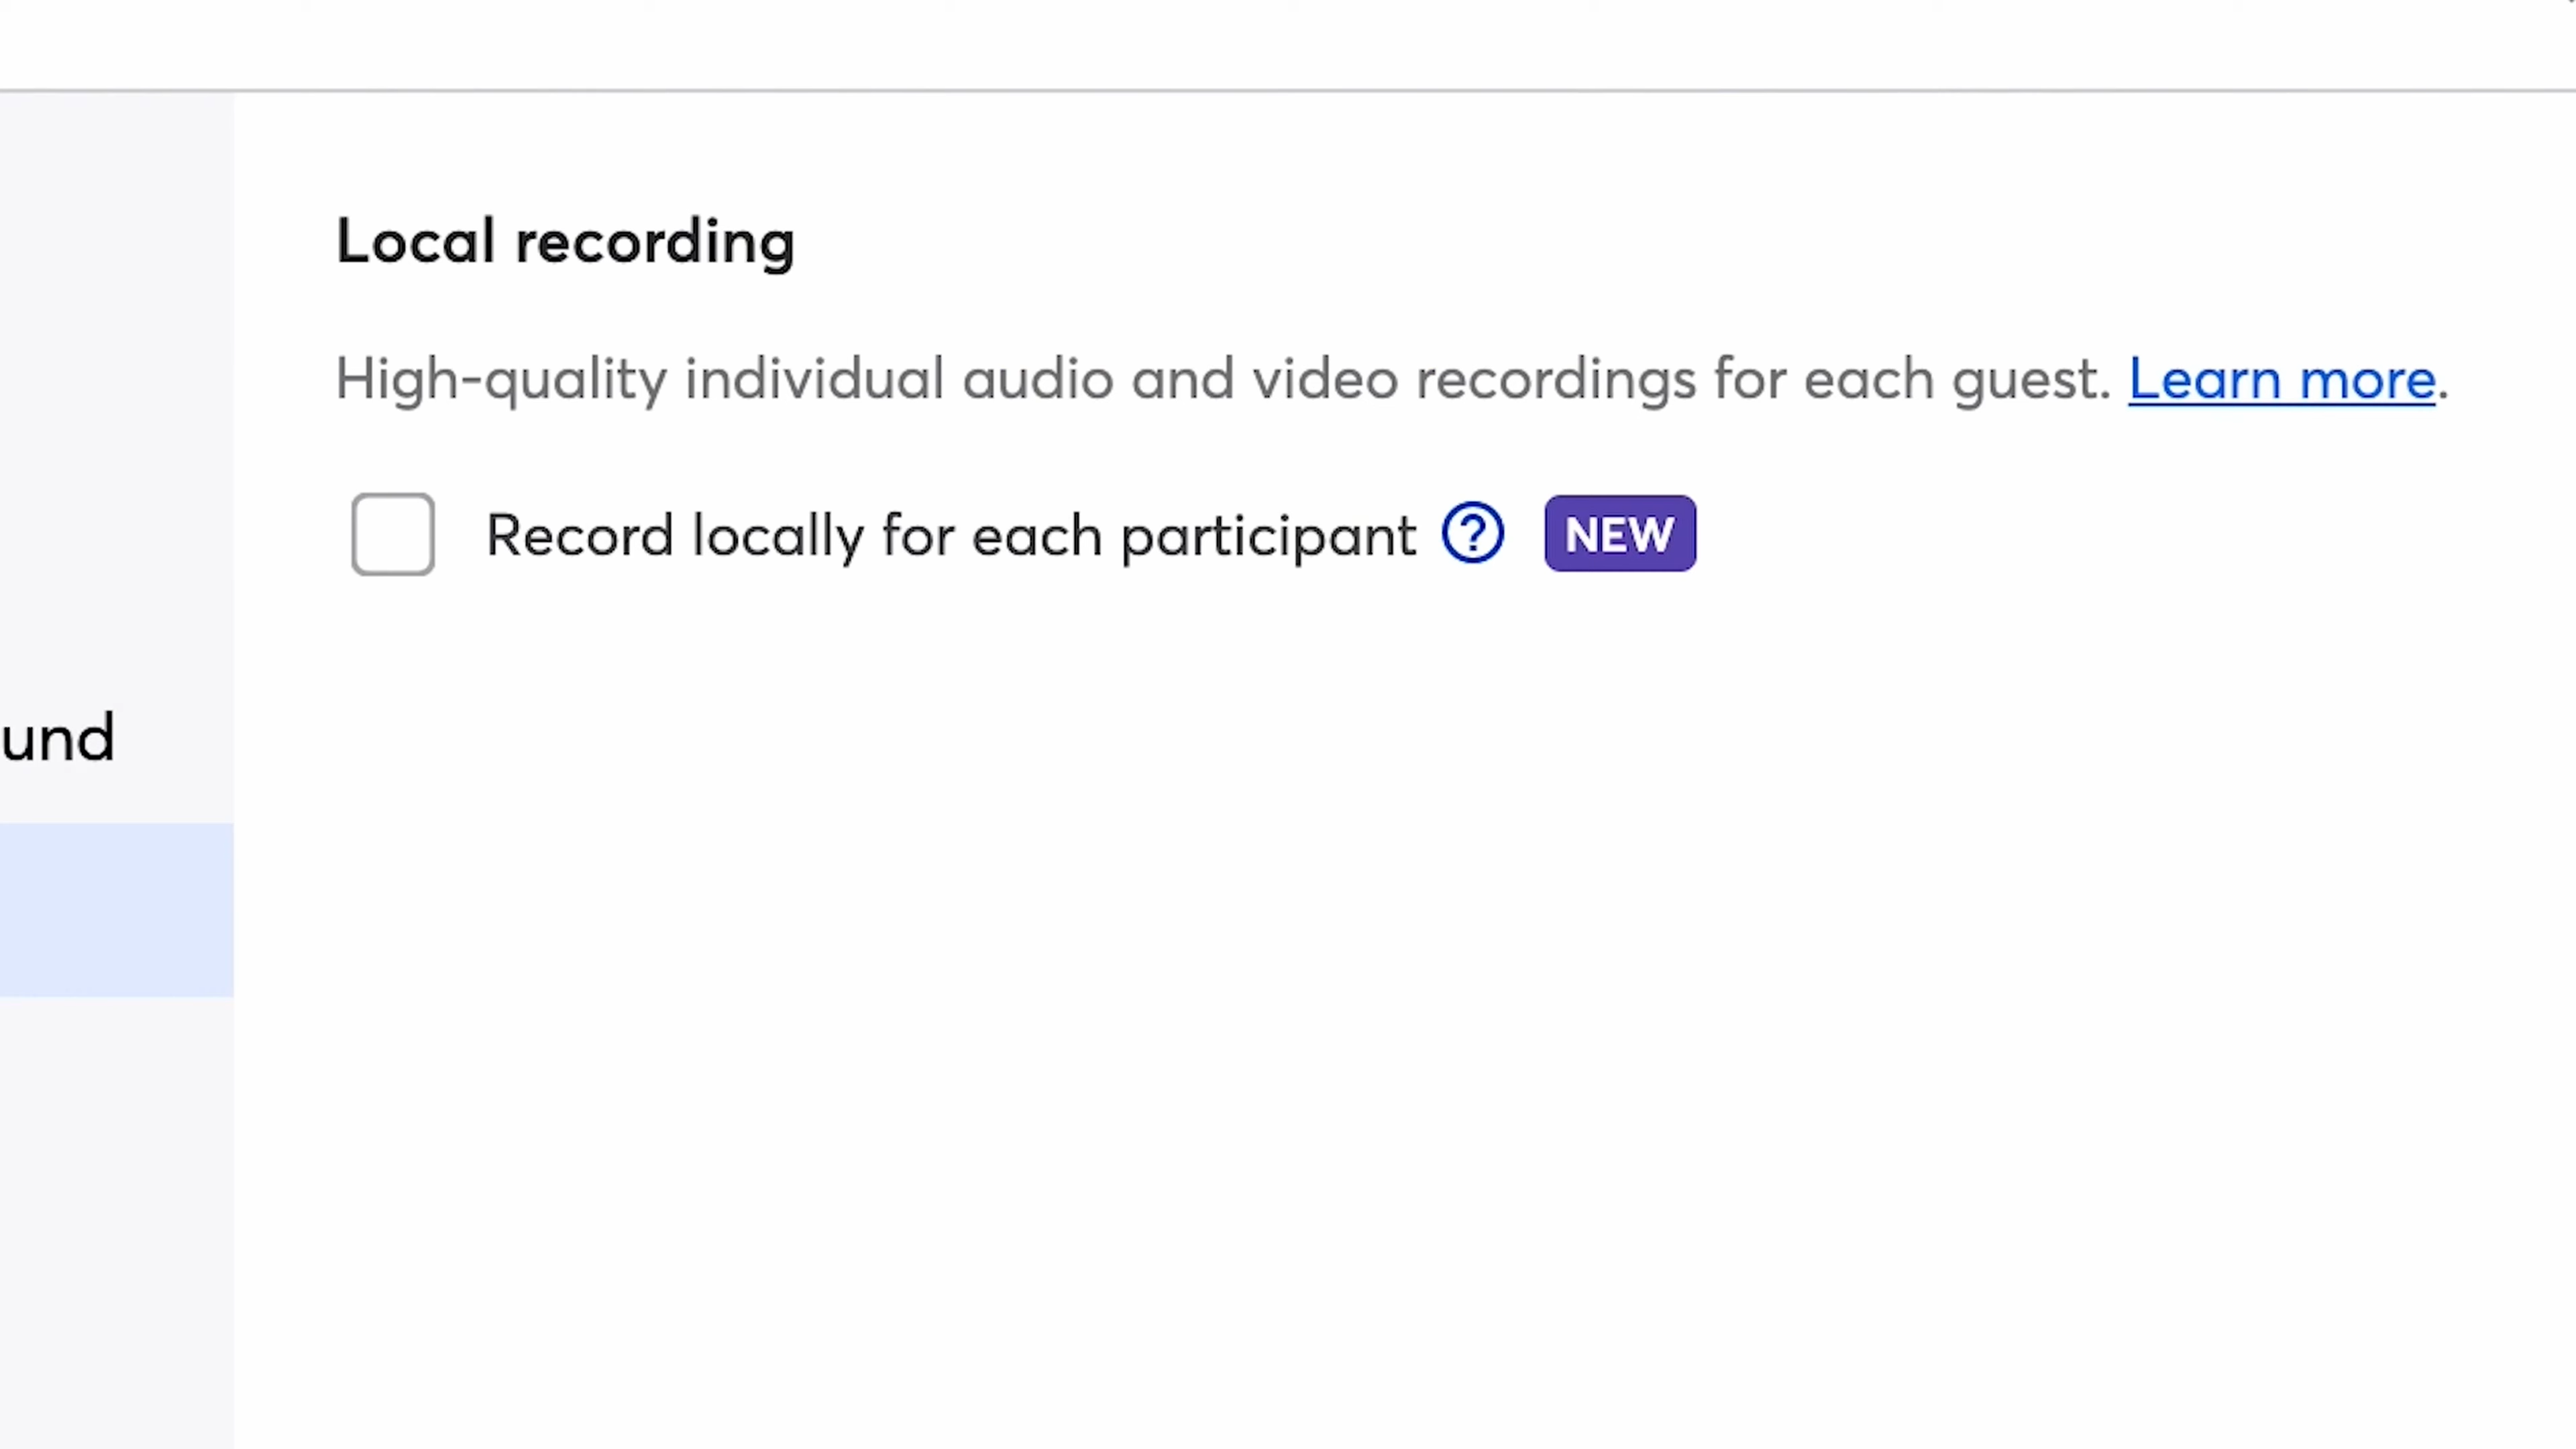 Local recording
High-quality individual audio and video recordings for each guest. Learn more.
Record locally for each participant ? NEW
und